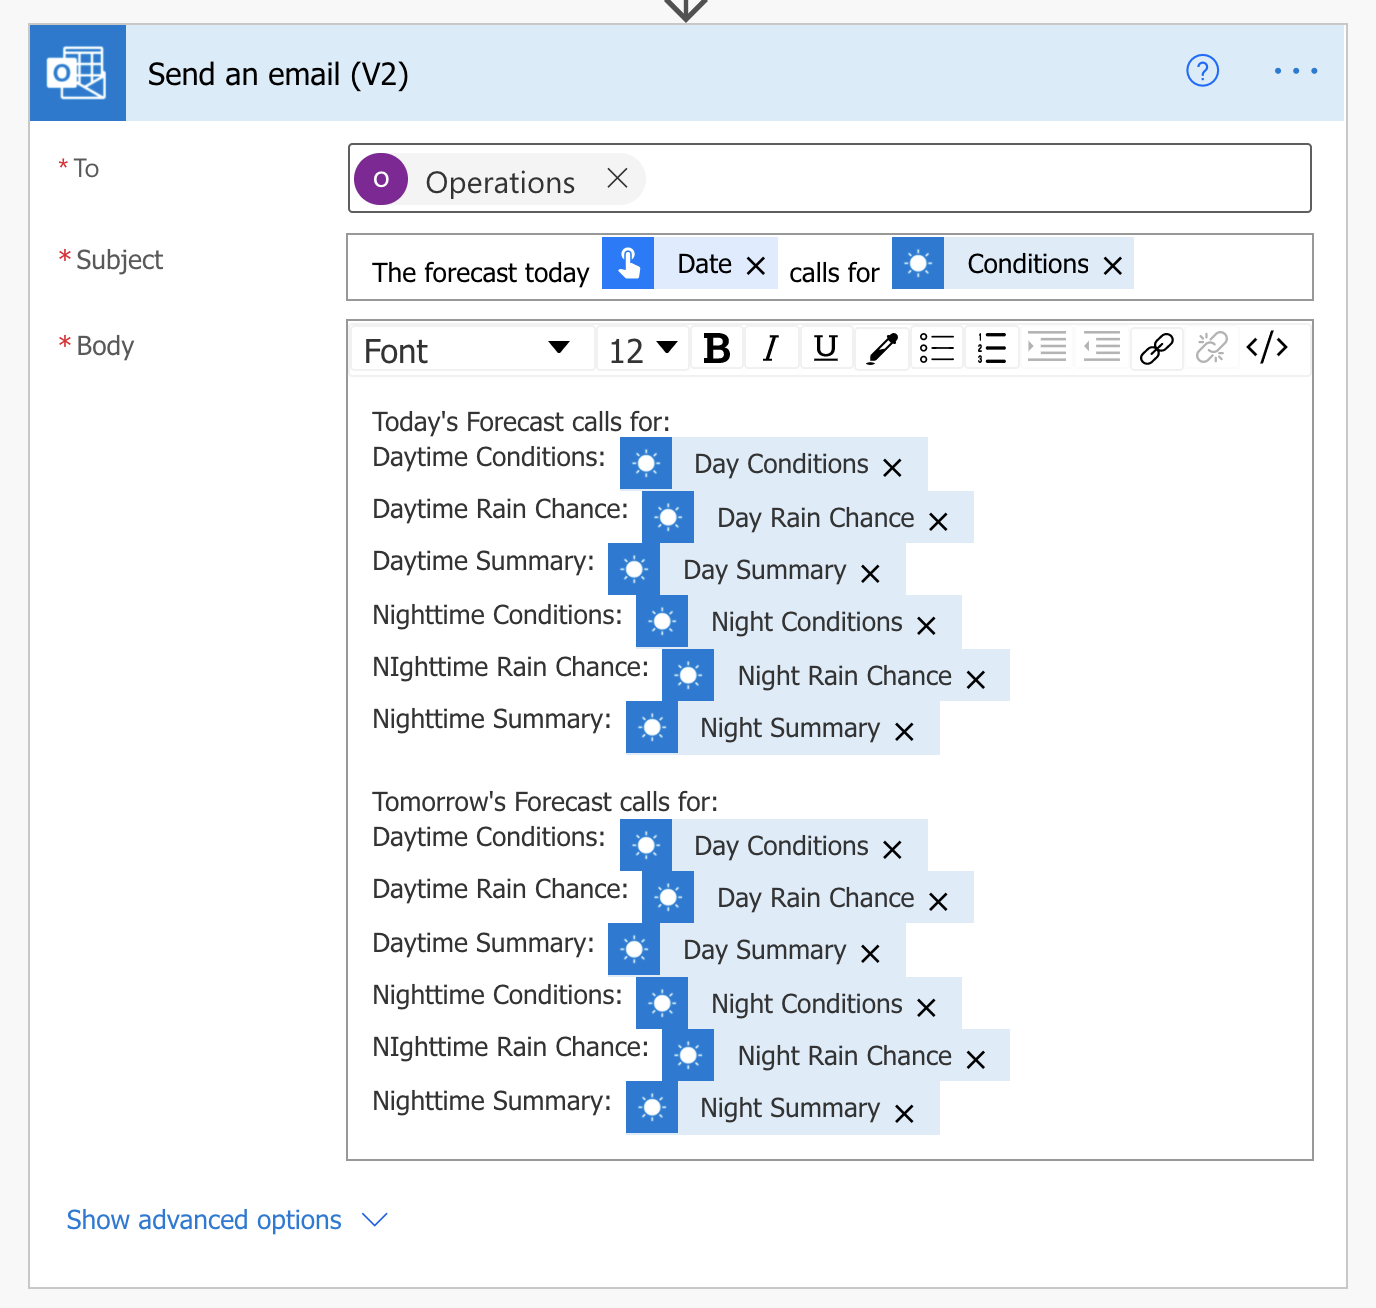 Send an email (V2) ?
* To O Operations
* Subject The forecast today Date calls for Conditions
* Body Font 12 B I U </>
Today's Forecast calls for:
Daytime Conditions: Day Conditions
Daytime Rain Chance: Day Rain Chance
Daytime Summary: Day Summary
Nighttime Conditions: Night Conditions
NIghttime Rain Chance: Night Rain Chance
Nighttime Summary: Night Summary
Tomorrow's Forecast calls for:
Daytime Conditions: Day Conditions
Daytime Rain Chance: Day Rain Chance
Daytime Summary: Day Summary
Nighttime Conditions: Night Conditions
NIghttime Rain Chance: Night Rain Chance
Nighttime Summary: Night Summary
Show advanced options